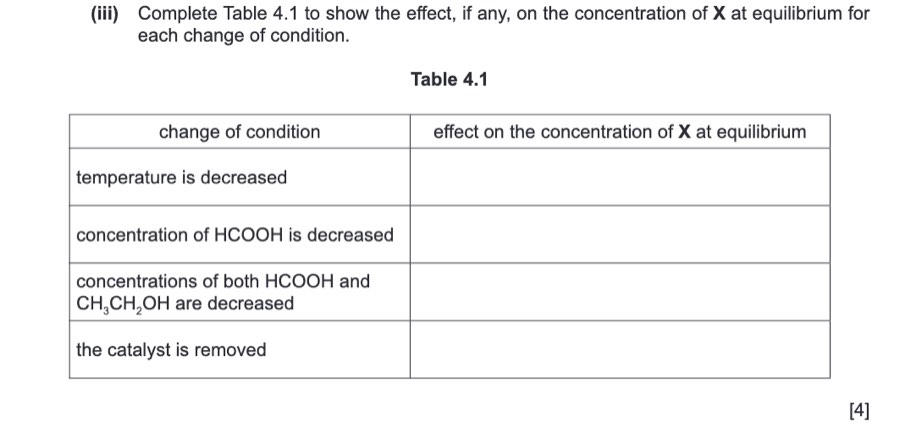 (iii) Complete Table 4.1 to show the effect, if any, on the concentration of X at equilibrium for
each change of condition.
Table 4.1
change of condition
effect on the concentration of X at equilibrium
temperature is decreased
concentration of HCOOH is decreased
concentrations of both HCOOH and
CH₃CH₂OH are decreased
the catalyst is removed
[4]